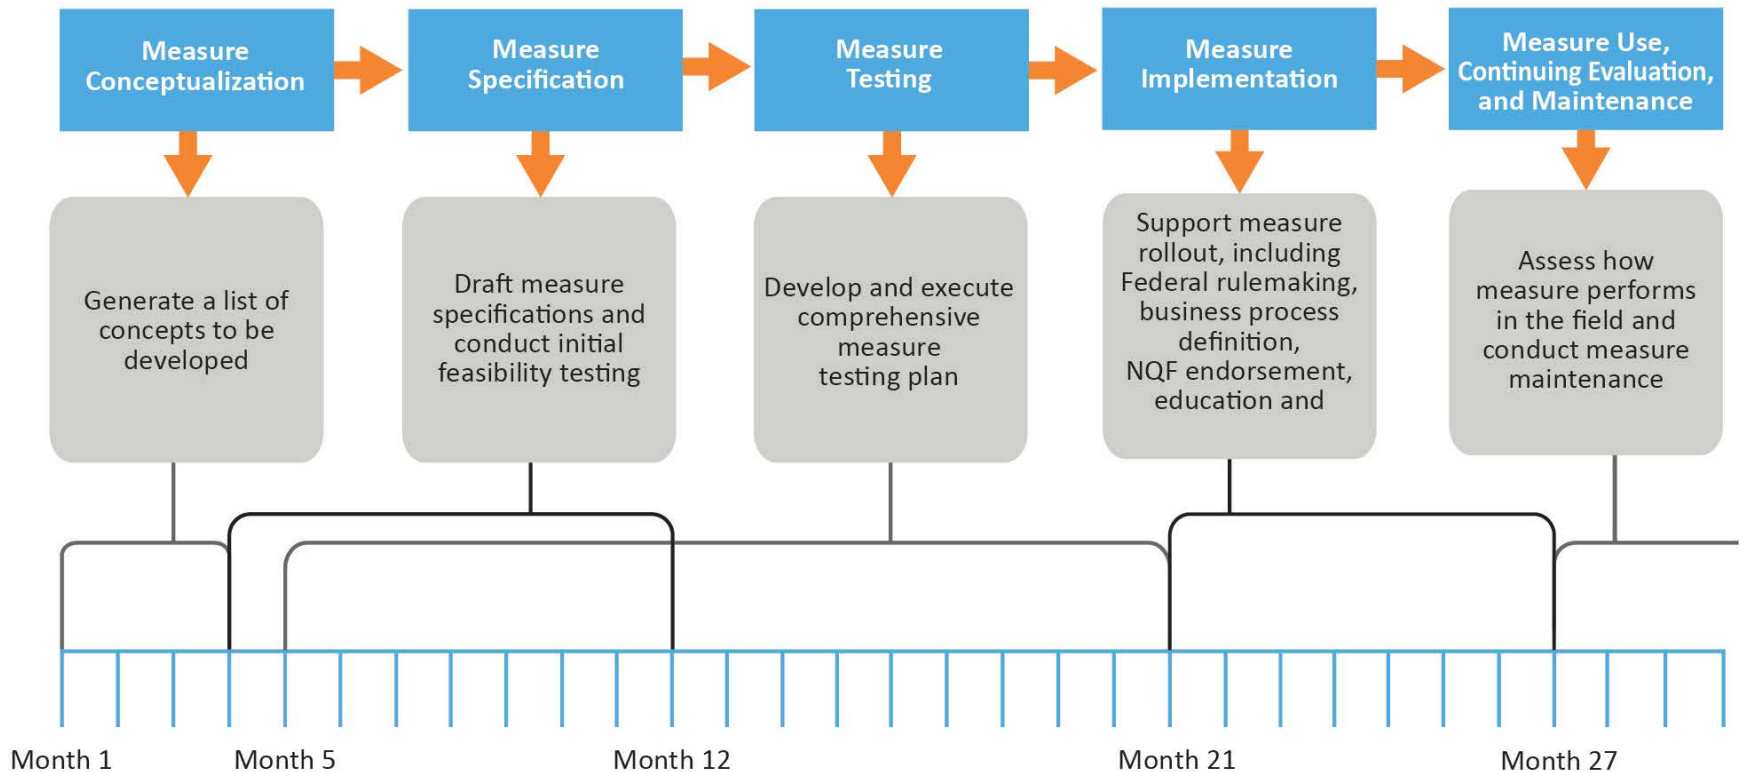 Measure
Conceptualization
Measure
Specification
Measure
Testing
Measure
Implementation
Measure Use,
Continuing Evaluation,
and Maintenance
Generate a list of
concepts to be
developed
Draft measure
specifications and
conduct initial
feasibility testing
Develop and execute
comprehensive
measure
testing plan
Support measure
rollout, including
Federal rulemaking,
business process
definition,
NQF endorsement,
education and
Assess how
measure performs
in the field and
conduct measure
maintenance
Month 1
Month 5
Month 12
Month 21
Month 27